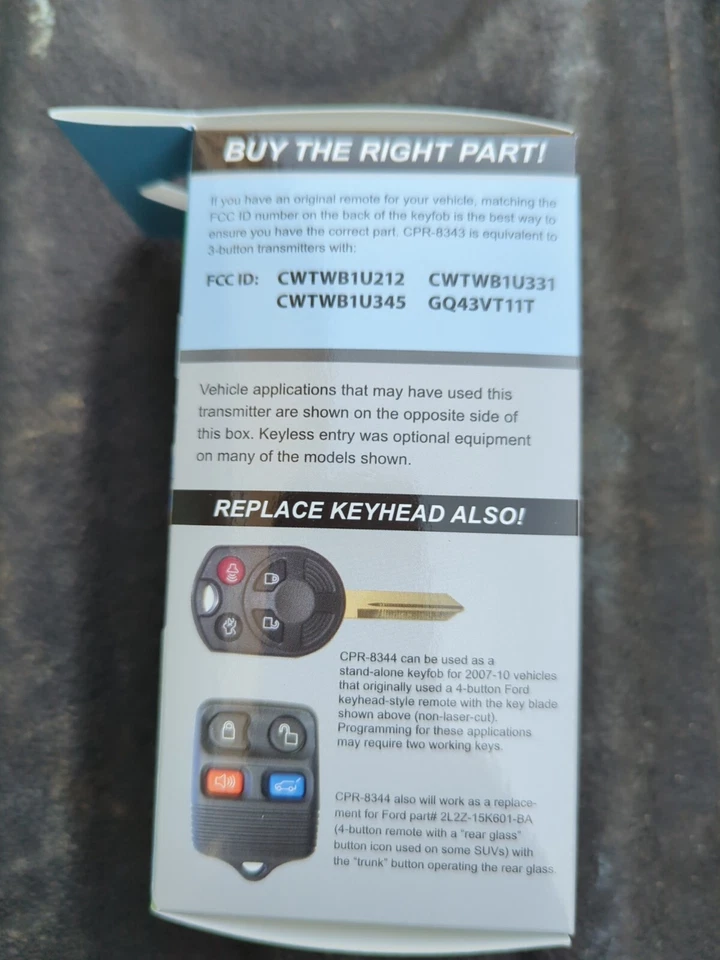 BUY THE RIGHT PART!
If you have an original remote for your vehicle, matching the
FCC ID number on the back of the keyfob is the best way to
ensure you have the correct part. CPR-8343 is equivalent to
3-button transmitters with:
FCC ID: CWTWB1U212 CWTWB1U331
CWTWB1U345 GQ43VT11T
Vehicle applications that may have used this
transmitter are shown on the opposite side of
this box. Keyless entry was optional equipment
on many of the models shown.
REPLACE KEYHEAD ALSO!
CPR-8344 can be used as a
stand-alone keyfob for 2007-10 vehicles
that originally used a 4-button Ford
keyhead-style remote with the key blade
shown above (non-laser-cut).
Programming for these applications
may require two working keys.
CPR-8344 also will work as a replace-
ment for Ford part# 2L2Z-15K601-BA
(4-button remote with a "rear glass"
button icon used on some SUVs) with
the "trunk" button operating the rear glass.